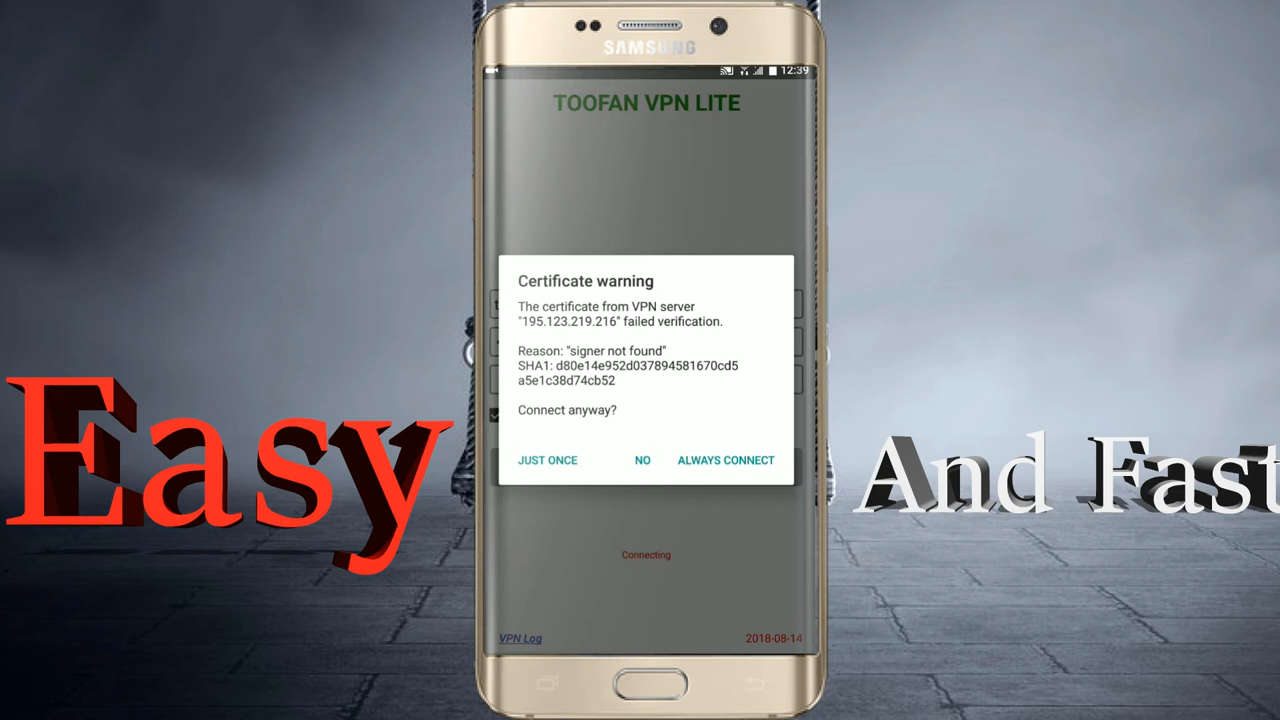 SAMSUNG
12:39
TOOFAN VPN LITE
Certificate warning
The certificate from VPN server
"195.123.219.216" failed verification.
Reason: "signer not found"
SHA1: d80e14e952d037894581670cd5
a5e1c38d74cb52
Connect anyway?
JUST ONCE
NO
ALWAYS CONNECT
Easy
And Fast
Connecting
VPN Log
2018-08-14